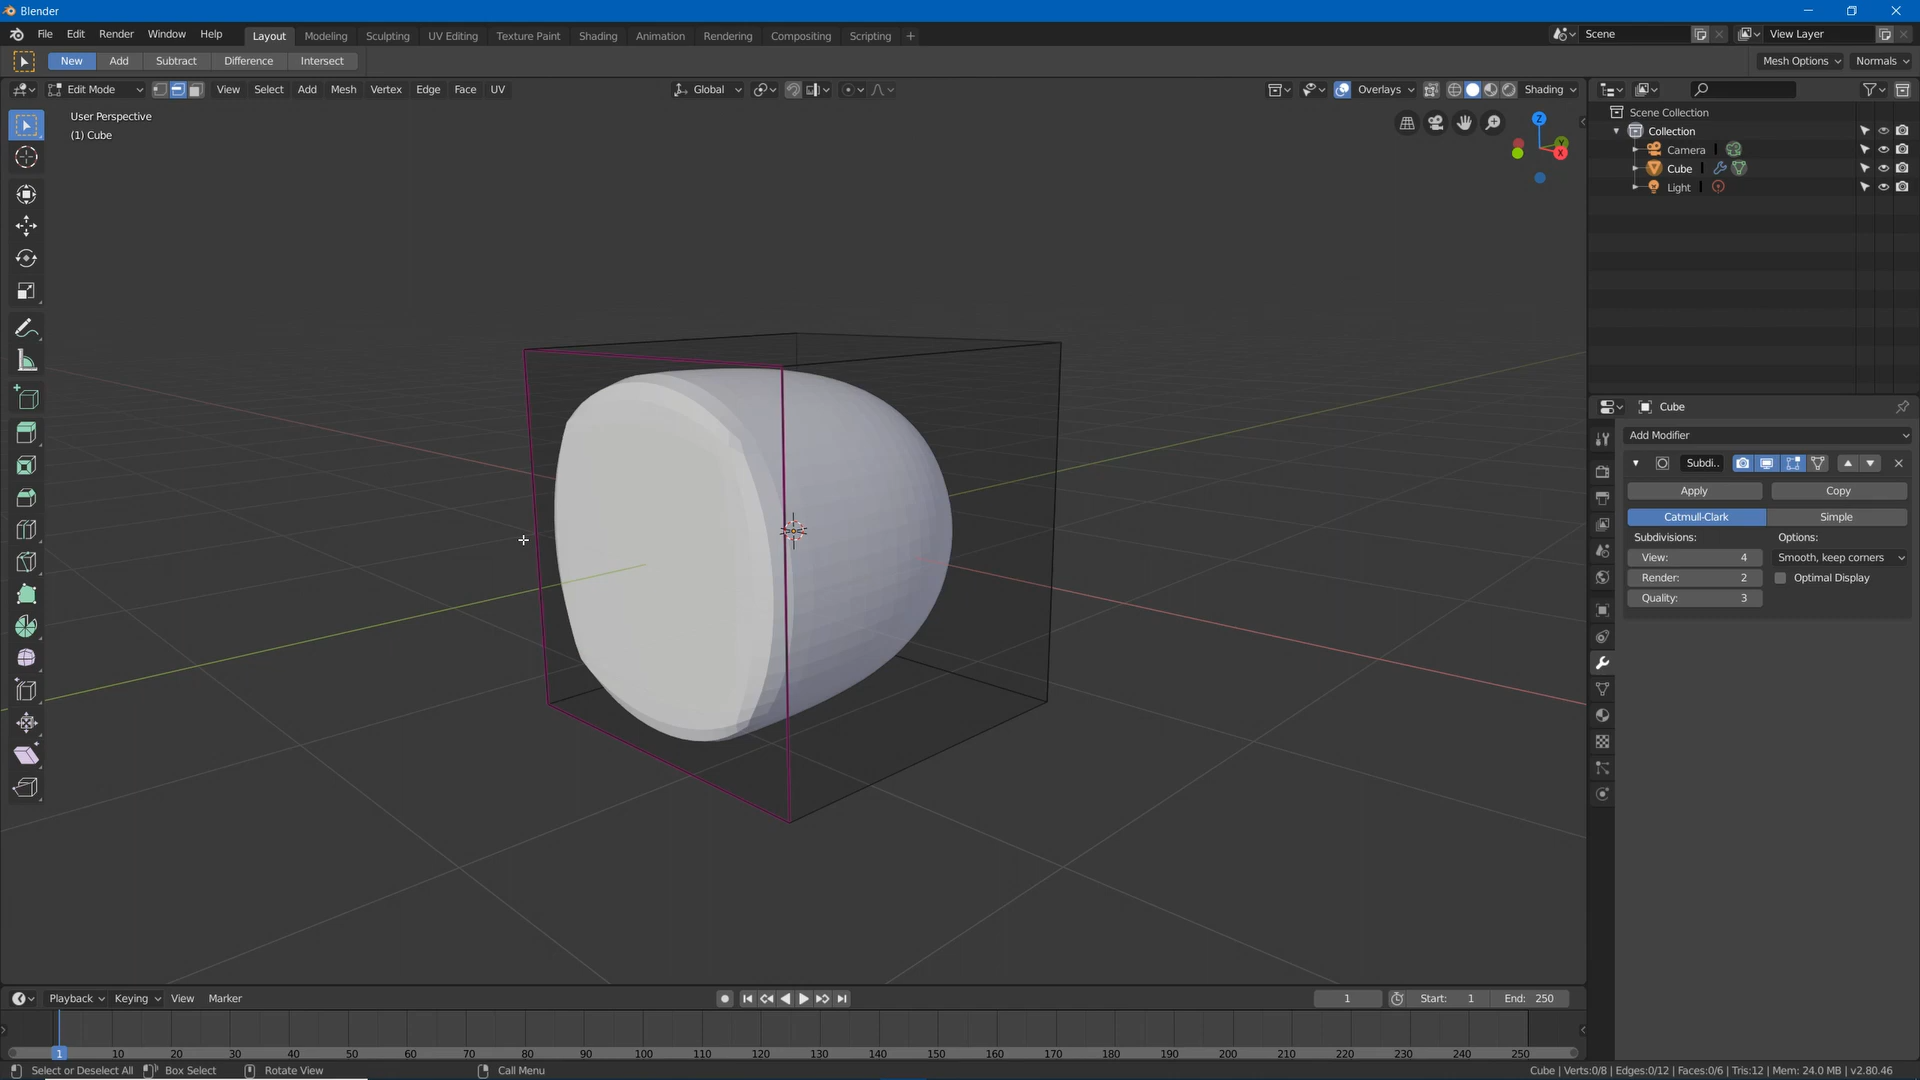 Blender
File Edit Render Window Help Layout Modeling Sculpting UV Editing Texture Paint Shading Animation Rendering Compositing Scripting + Scene View Layer
New Add Subtract Difference Intersect Mesh Options Normals
Edit Mode View Select Add Mesh Vertex Edge Face UV Global Overlays Shading
User Perspective
(1) Cube
Z
Y
X
Scene Collection
Collection
Camera
Cube
Light
Cube
Add Modifier
Subdi..
Apply Copy
Catmull-Clark Simple
Subdivisions: Options:
View: 4 Smooth, keep corners
Render: 2 Optimal Display
Quality: 3
Playback Keying View Marker 1 Start: 1 End: 250
1 10 20 30 40 50 60 70 80 90 100 110 120 130 140 150 160 170 180 190 200 210 220 230 240 250
Select or Deselect All Box Select Rotate View Call Menu Cube | Verts:0/8 | Edges:0/12 | Faces:0/6 | Tris:12 | Mem: 24.0 MB | v2.80.46